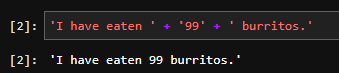 [2]: 'I have eaten ' + '99' + ' burritos.'
[2]: 'I have eaten 99 burritos.'